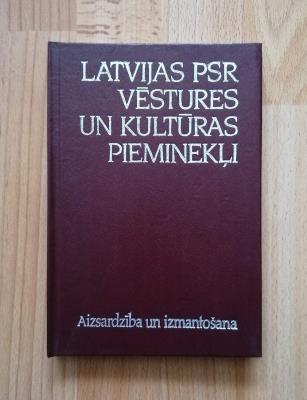 LATVIJAS PSR
VĒSTURES
UN KULTŪRAS
PIEMINEKĻI
Aizsardzība un izmantošana